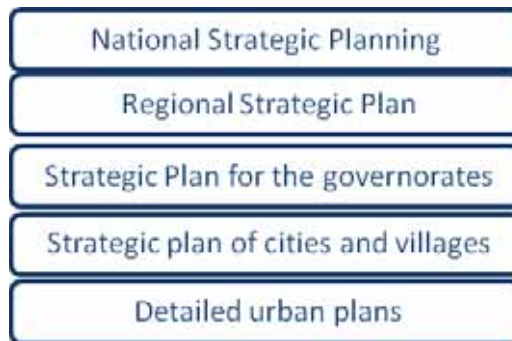 National Strategic Planning
Regional Strategic Plan
Strategic Plan for the governorates
Strategic plan of cities and villages
Detailed urban plans